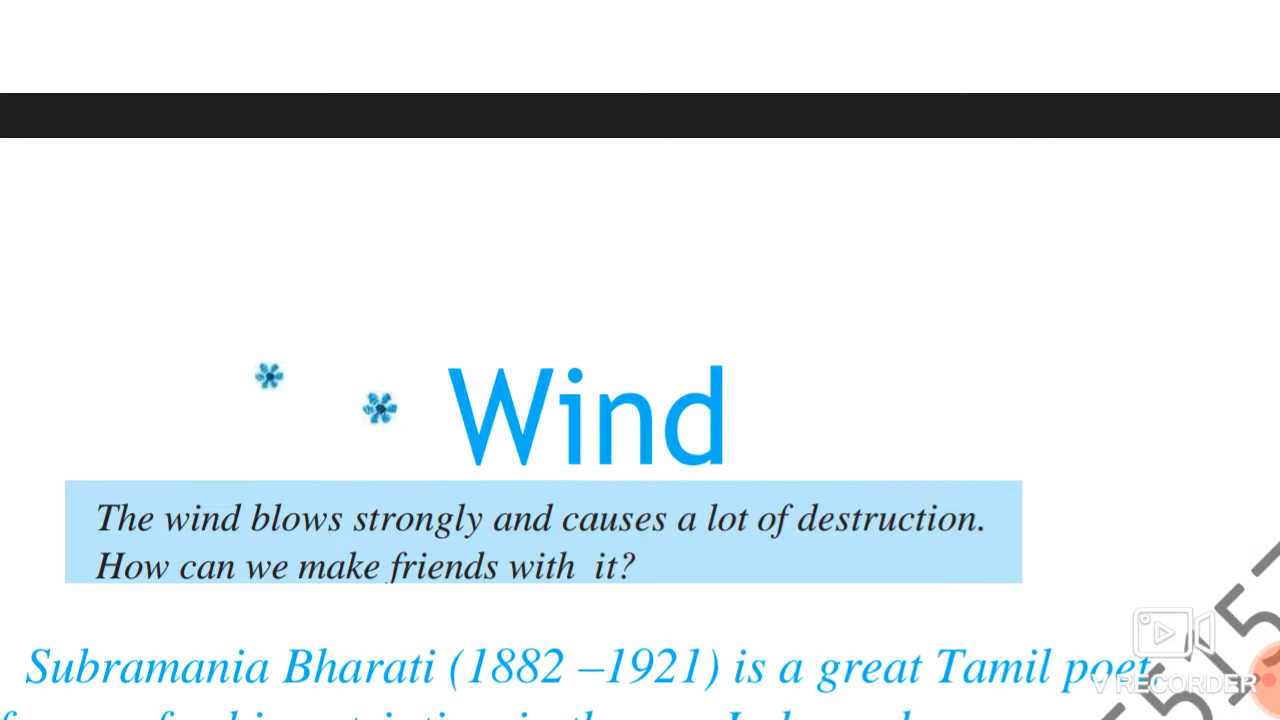 Wind
The wind blows strongly and causes a lot of destruction.
How can we make friends with it?
Subramania Bharati (1882 –1921) is a great Tamil poet,
V RECORDER